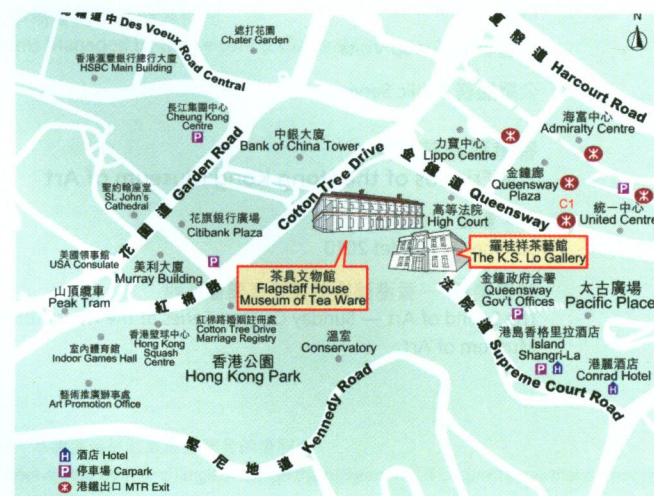 道中 Des Voeux Road Central
遮打花園
Chater Garden
N
香港滙豐銀行總行大廈
HSBC Main Building
道 Harcourt Road
長江集團中心
Cheung Kong
Centre
P
中銀大廈
Bank of China Tower
力寶中心
Lippo Centre
海富中心
Admiralty Centre
金鐘道 Queensway
金鐘廊
Queensway
Plaza
C1
P
統一中心
United Centre
聖約翰座堂
St. John's
Cathedral
花園道 Garden Road
花旗銀行廣場
Citibank Plaza
Cotton Tree Drive
紅棉路
高等法院
High Court
羅桂祥茶藝館
The K.S. Lo Gallery
美國領事館
USA Consulate
美利大廈
Murray Building
P
茶具文物館
Flagstaff House
Museum of Tea Ware
金鐘政府合署
Queensway
Gov't Offices
P
太古廣場
Pacific Place
山頂纜車
Peak Tram
香港壁球中心
Hong Kong
Squash
Centre
紅棉路婚姻註冊處
Cotton Tree Drive
Marriage Registry
溫室
Conservatory
法院道 Supreme Court Road
港島香格里拉酒店
Island
Shangri-La
P H
港麗酒店
Conrad Hotel
H
室內體育館
Indoor Games Hall
香港公園
Hong Kong Park
藝術推廣辦事處
Art Promotion Office
堅尼地道 Kennedy Road
H 酒店 Hotel
P 停車場 Carpark
港鐵出口 MTR Exit